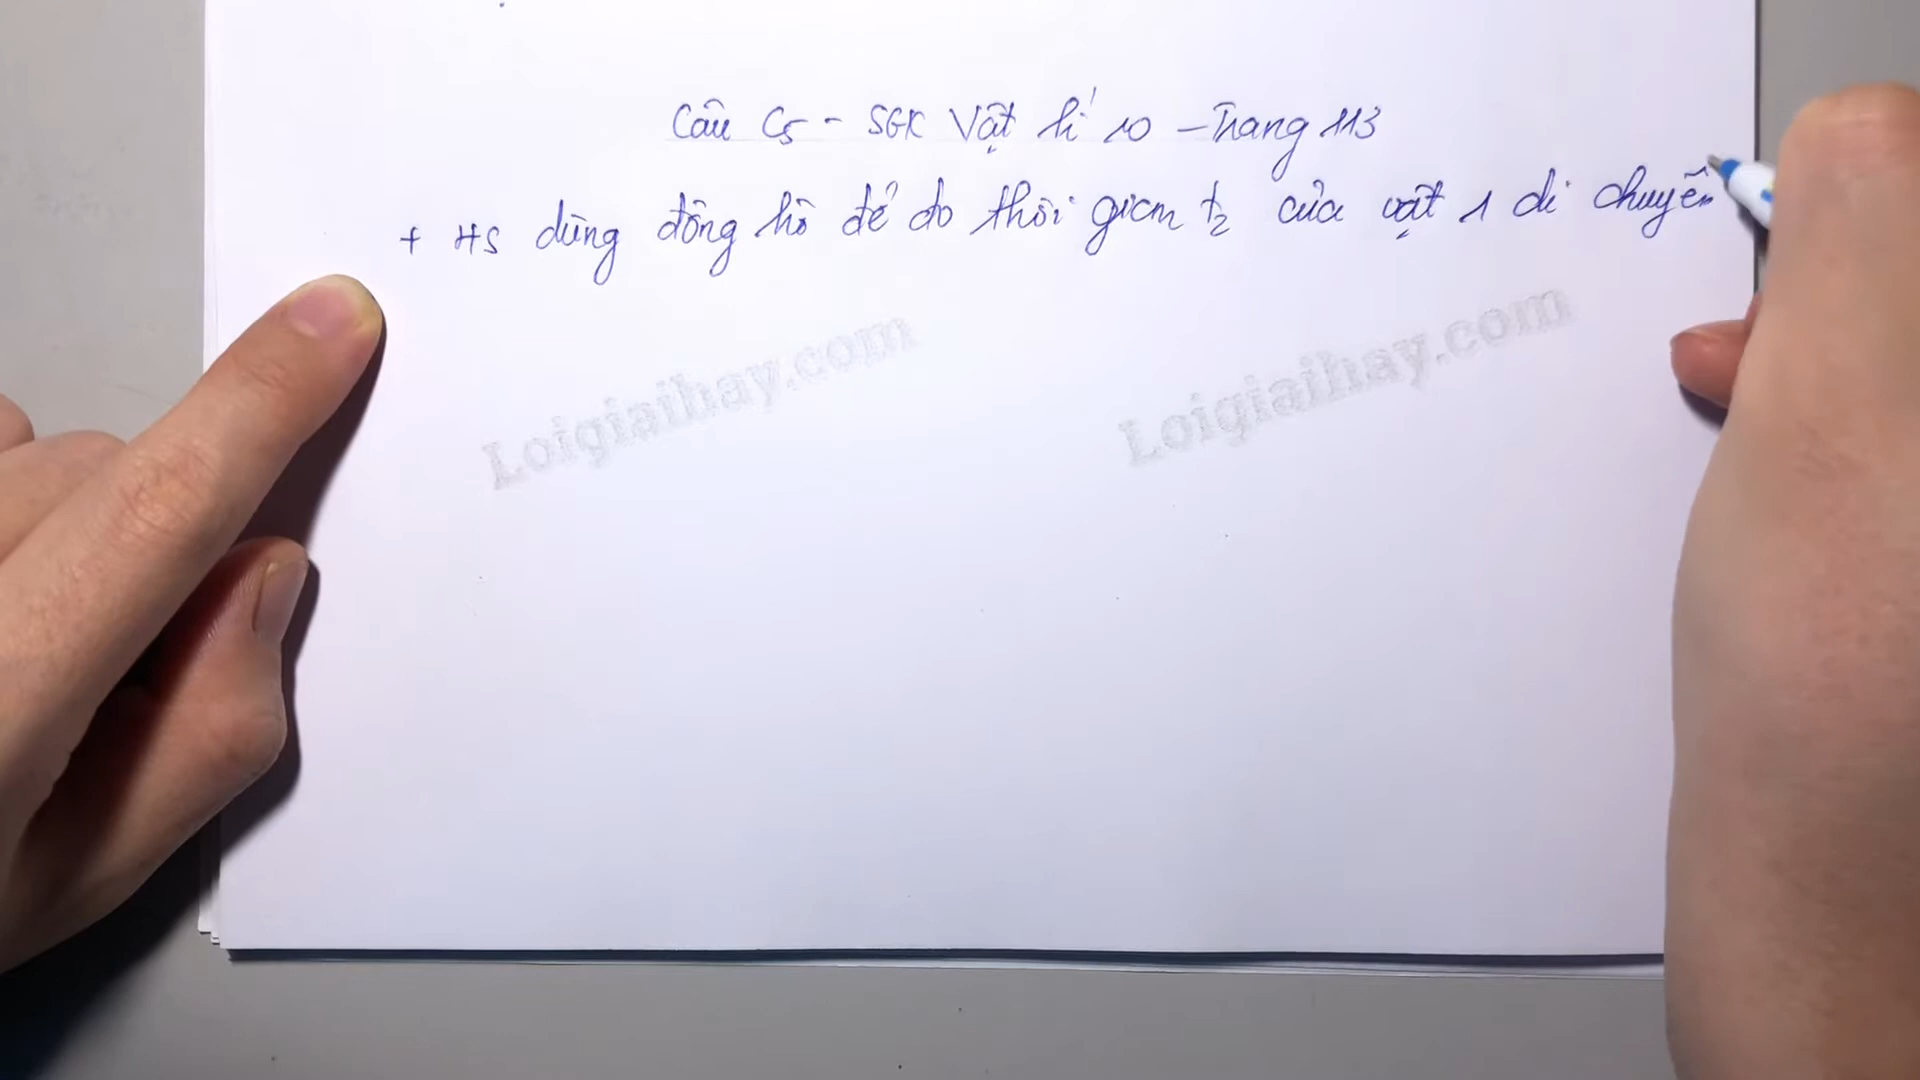 Câu C5 - SGK Vật lí 10 - Trang 113
+ HS dùng đồng hồ để đo thời gian t2 của vật 1 di chuyển
Loigiaihay.com
Loigiaihay.com